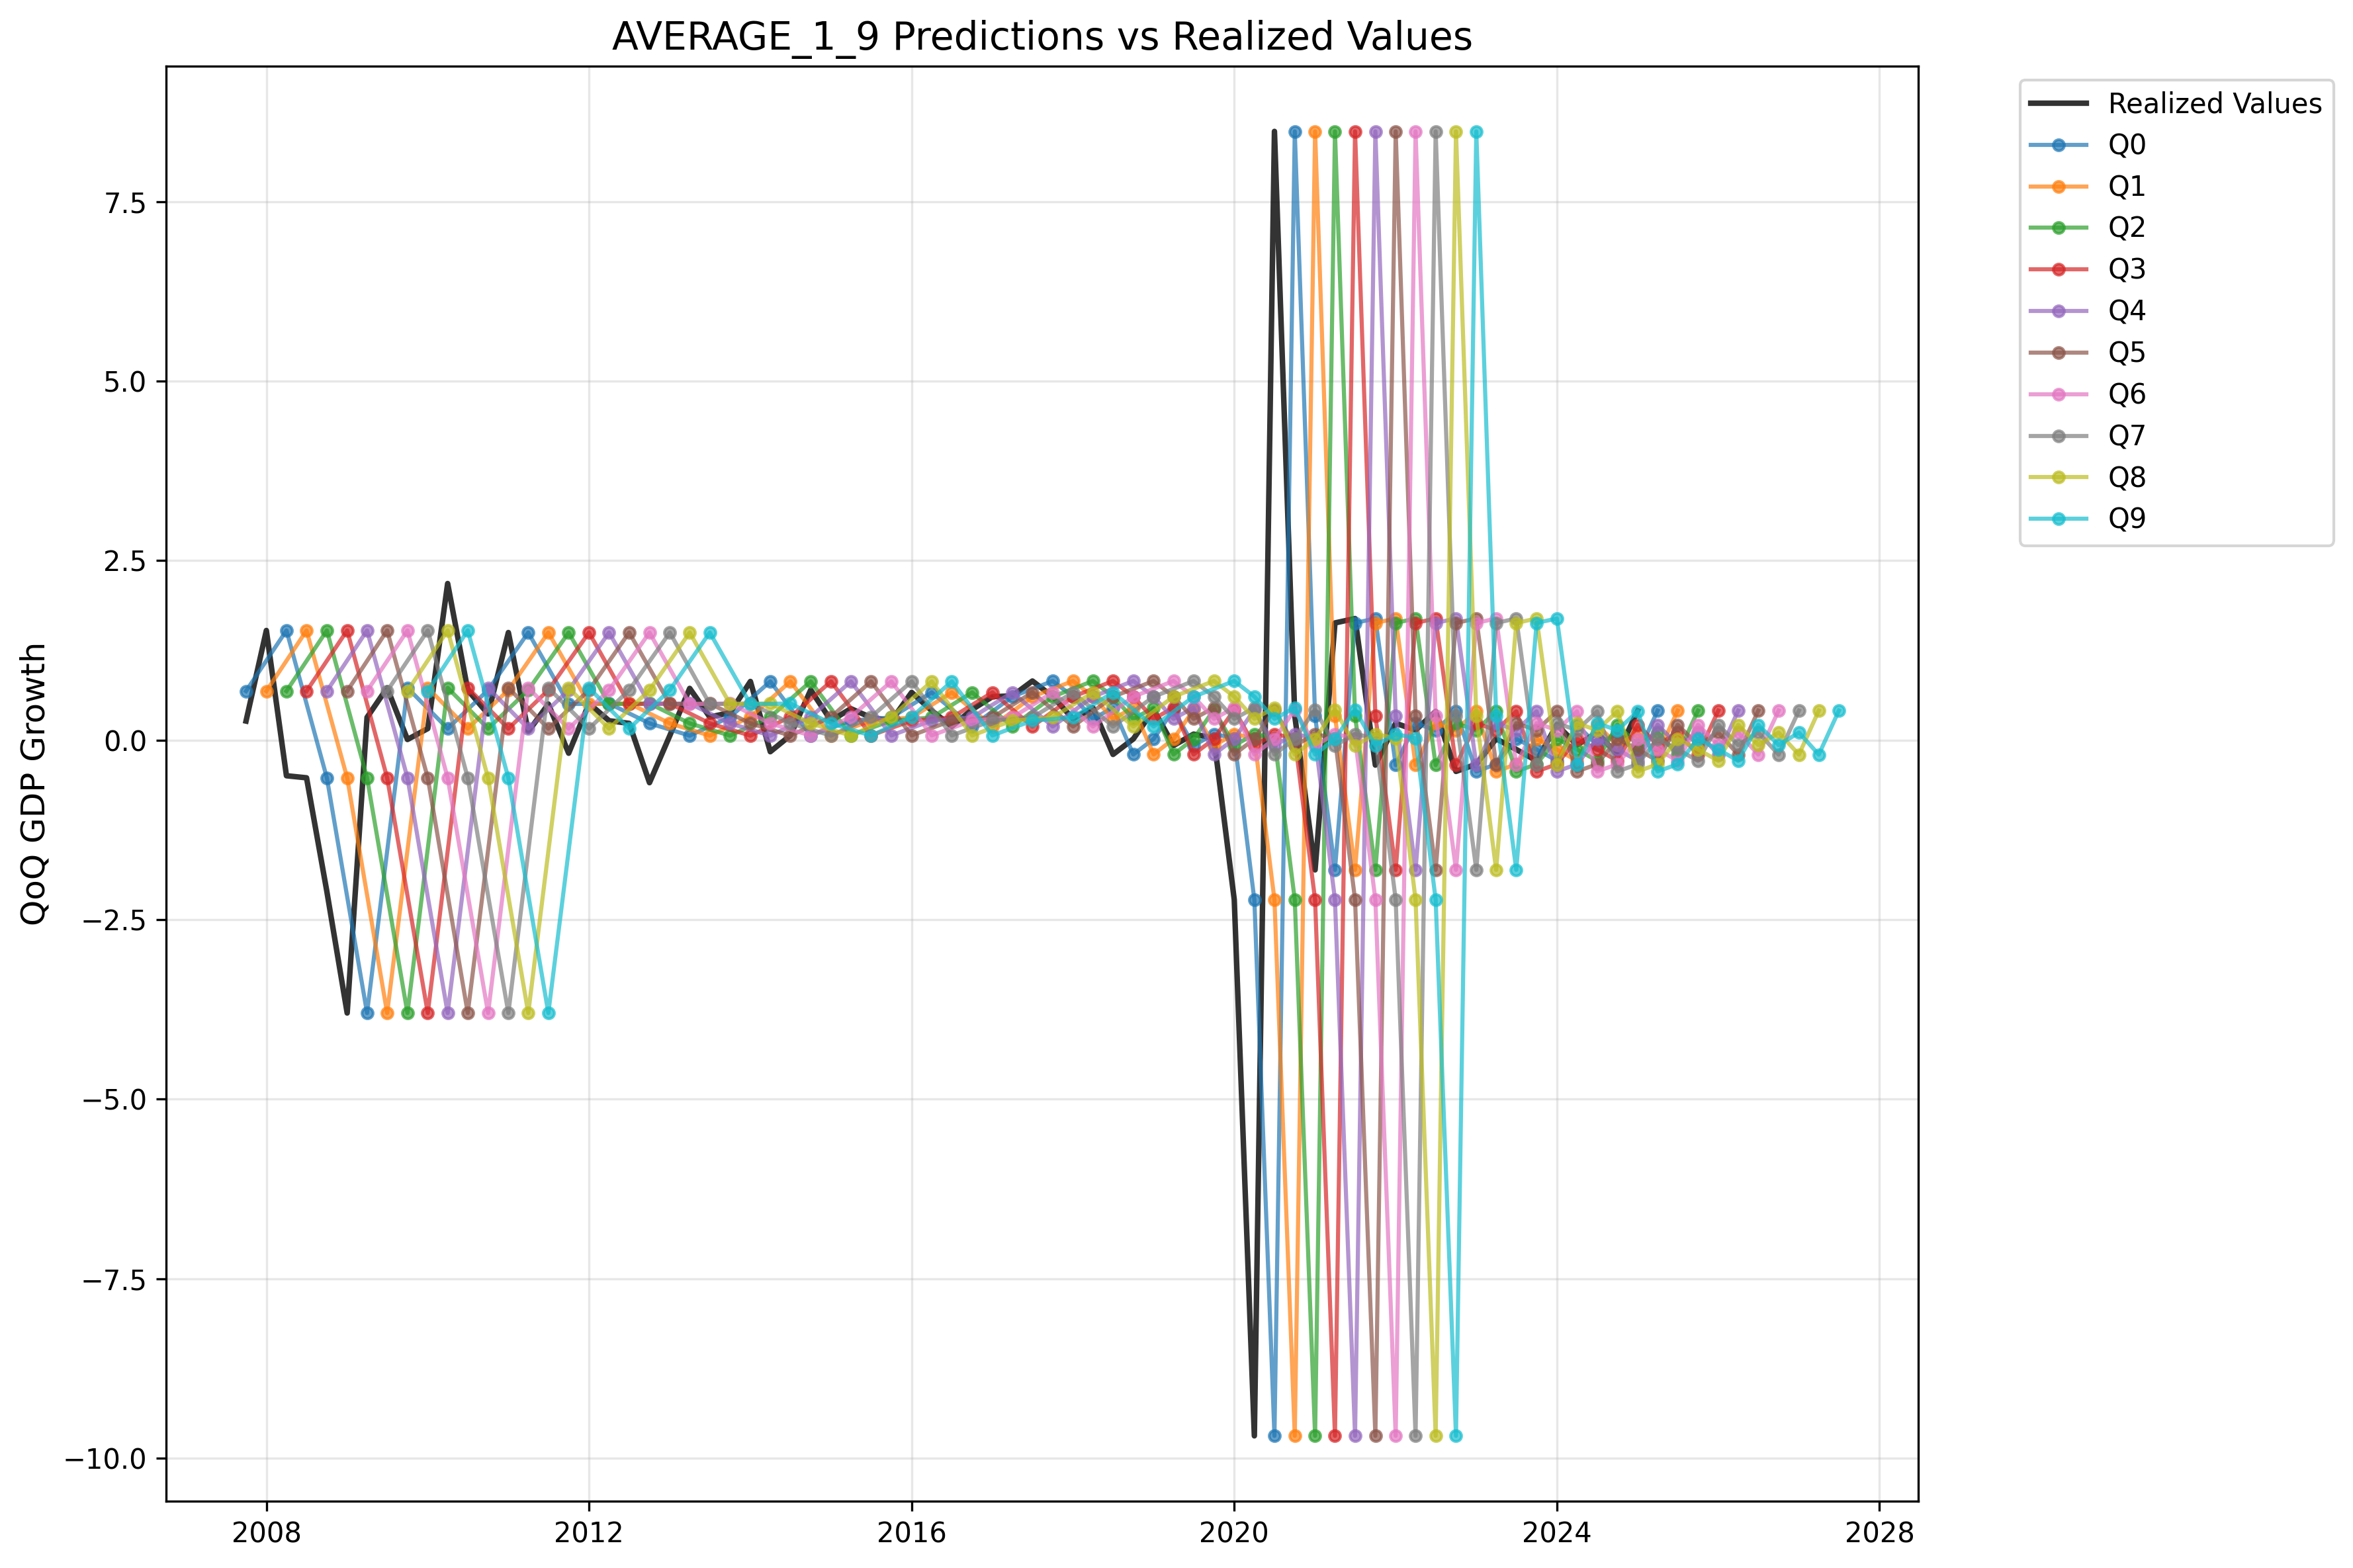 AVERAGE_1_9 Predictions vs Realized Values
QoQ GDP Growth
7.5
5.0
2.5
0.0
−2.5
−5.0
−7.5
−10.0
2008
2012
2016
2020
2024
2028
Realized Values
Q0
Q1
Q2
Q3
Q4
Q5
Q6
Q7
Q8
Q9